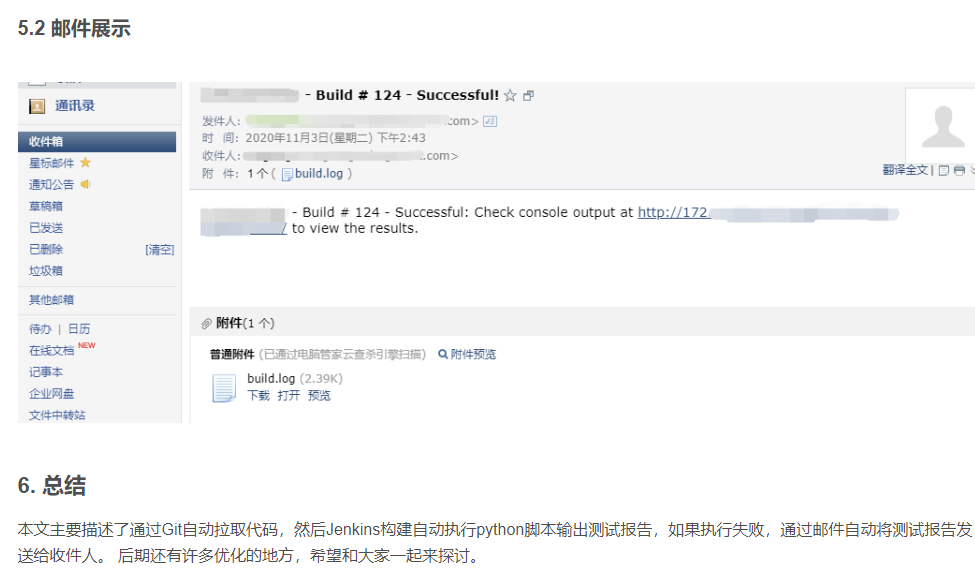 5.2 邮件展示
通讯录
收件箱
星标邮件
通知公告
草稿箱
已发送
已删除 [清空]
垃圾箱
其他邮箱
待办 | 日历
在线文档 NEW
记事本
企业网盘
文件中转站
- Build # 124 - Successful!
发件人: .com>
时 间: 2020年11月3日(星期二) 下午2:43
收件人: .com>
附 件: 1 个 ( build.log )
翻译全文 |
- Build # 124 - Successful: Check console output at http://172.
/ to view the results.
附件(1 个)
普通附件 (已通过电脑管家云查杀引擎扫描) 附件预览
build.log (2.39K)
下载 打开 预览
6. 总结
本文主要描述了通过Git自动拉取代码，然后Jenkins构建自动执行python脚本输出测试报告，如果执行失败，通过邮件自动将测试报告发
送给收件人。 后期还有许多优化的地方，希望和大家一起来探讨。